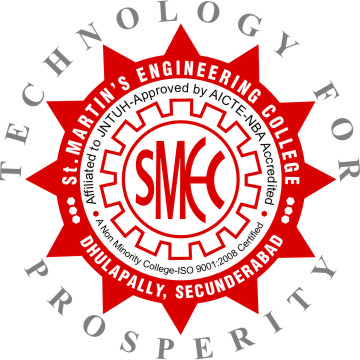 TECHNOLOGY FOR
PROSPERITY
St. MARTIN'S ENGINEERING COLLEGE
DHULAPALLY, SECUNDERABAD
Affiliated to JNTUH-Approved by AICTE-NBA Accredited
A Non Minority College-ISO 9001:2008 Certified
SMEC